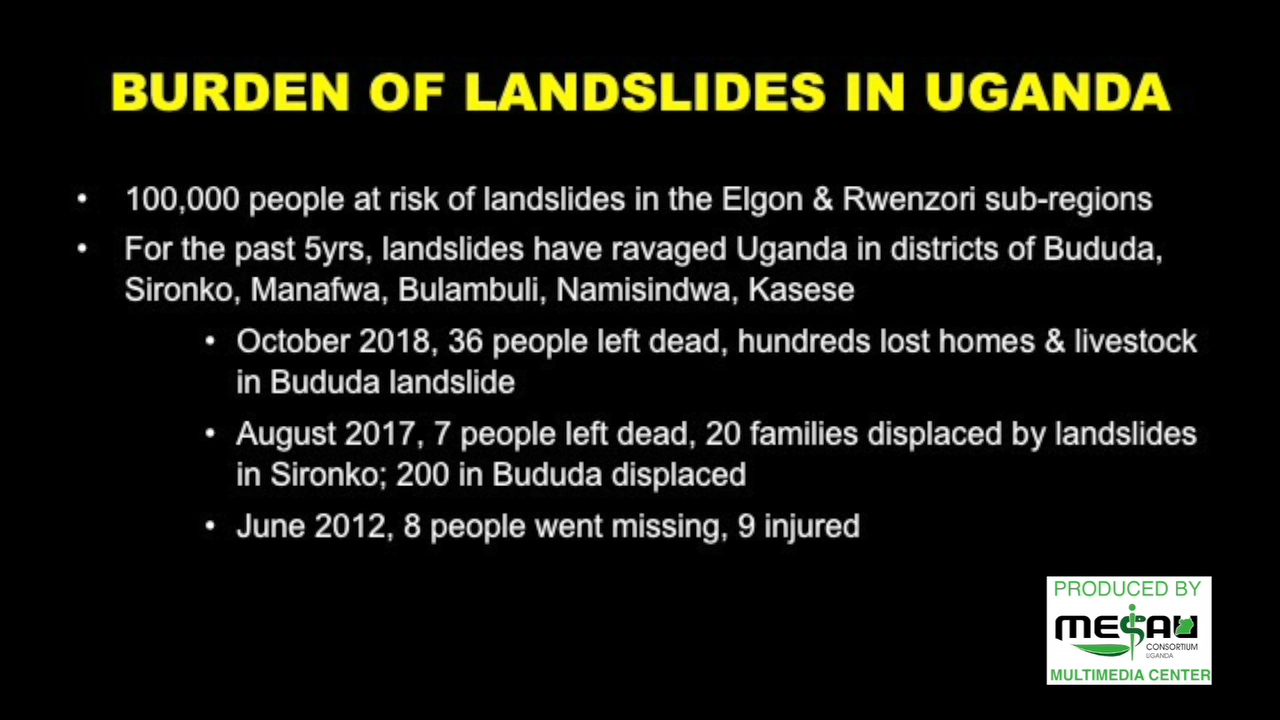 BURDEN OF LANDSLIDES IN UGANDA
• 100,000 people at risk of landslides in the Elgon & Rwenzori sub-regions
• For the past 5yrs, landslides have ravaged Uganda in districts of Bududa,
Sironko, Manafwa, Bulambuli, Namisindwa, Kasese
• October 2018, 36 people left dead, hundreds lost homes & livestock
in Bududa landslide
• August 2017, 7 people left dead, 20 families displaced by landslides
in Sironko; 200 in Bududa displaced
• June 2012, 8 people went missing, 9 injured
PRODUCED BY
MESAU
CONSORTIUM
UGANDA
MULTIMEDIA CENTER